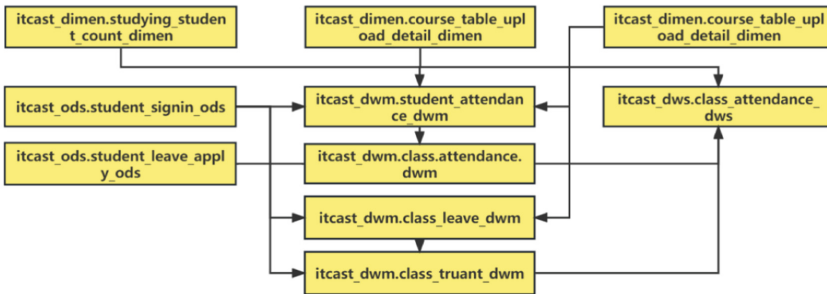 itcast_dimen.studying_studen
t_count_dimen
itcast_dimen.course_table_upl
oad_detail_dimen
itcast_dimen.course_table_upl
oad_detail_dimen
itcast_ods.student_signin_ods
itcast_dwm.student_attendan
ce_dwm
itcast_dws.class_attendance_
dws
itcast_ods.student_leave_appl
y_ods
itcast_dwm.class.attendance.
dwm
itcast_dwm.class_leave_dwm
itcast_dwm.class_truant_dwm